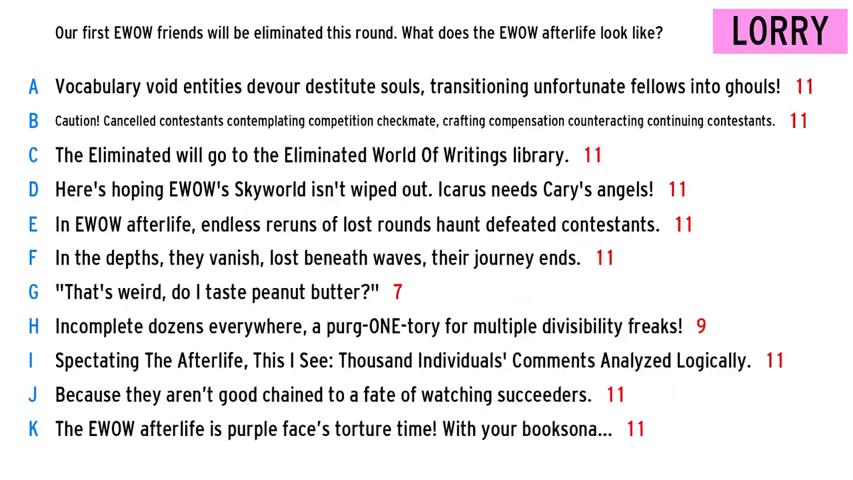 Our first EWOW friends will be eliminated this round. What does the EWOW afterlife look like?
LORRY
A Vocabulary void entities devour destitute souls, transitioning unfortunate fellows into ghouls! 11
B Caution! Cancelled contestants contemplating competition checkmate, crafting compensation counteracting continuing contestants. 11
C The Eliminated will go to the Eliminated World Of Writings library. 11
D Here's hoping EWOW's Skyworld isn't wiped out. Icarus needs Cary's angels! 11
E In EWOW afterlife, endless reruns of lost rounds haunt defeated contestants. 11
F In the depths, they vanish, lost beneath waves, their journey ends. 11
G "That's weird, do I taste peanut butter?" 7
H Incomplete dozens everywhere, a purg-ONE-tory for multiple divisibility freaks! 9
I Spectating The Afterlife, This I See: Thousand Individuals' Comments Analyzed Logically. 11
J Because they aren’t good chained to a fate of watching succeeders. 11
K The EWOW afterlife is purple face’s torture time! With your booksona... 11